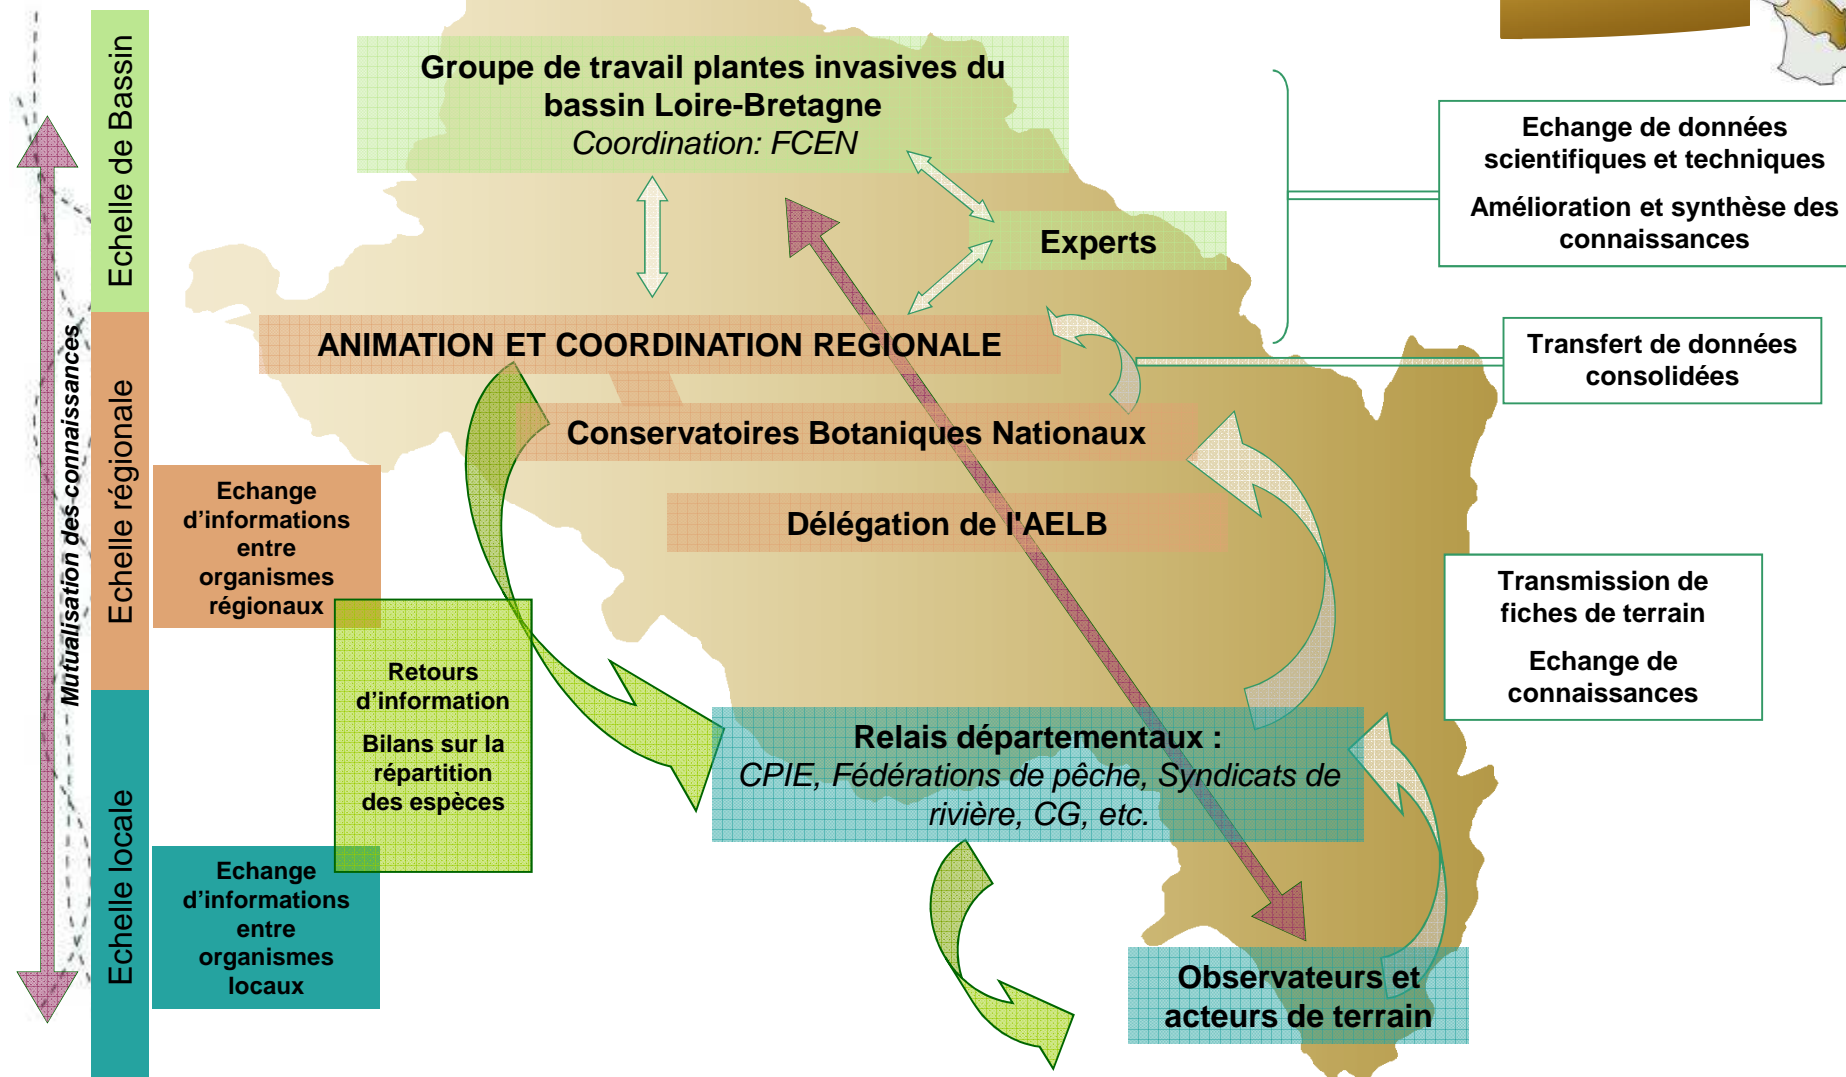 Echelle de Bassin
Echelle régionale
Echelle locale
Mutualisation des connaissances
Groupe de travail plantes invasives du
bassin Loire-Bretagne
Coordination: FCEN
Experts
Echange de données
scientifiques et techniques
Amélioration et synthèse des
connaissances
ANIMATION ET COORDINATION REGIONALE
Transfert de données
consolidées
Conservatoires Botaniques Nationaux
Délégation de l'AELB
Echange
d’informations
entre
organismes
régionaux
Transmission de
fiches de terrain
Echange de
connaissances
Retours
d’information
Bilans sur la
répartition
des espèces
Relais départementaux :
CPIE, Fédérations de pêche, Syndicats de
rivière, CG, etc.
Echange
d’informations
entre
organismes
locaux
Observateurs et
acteurs de terrain